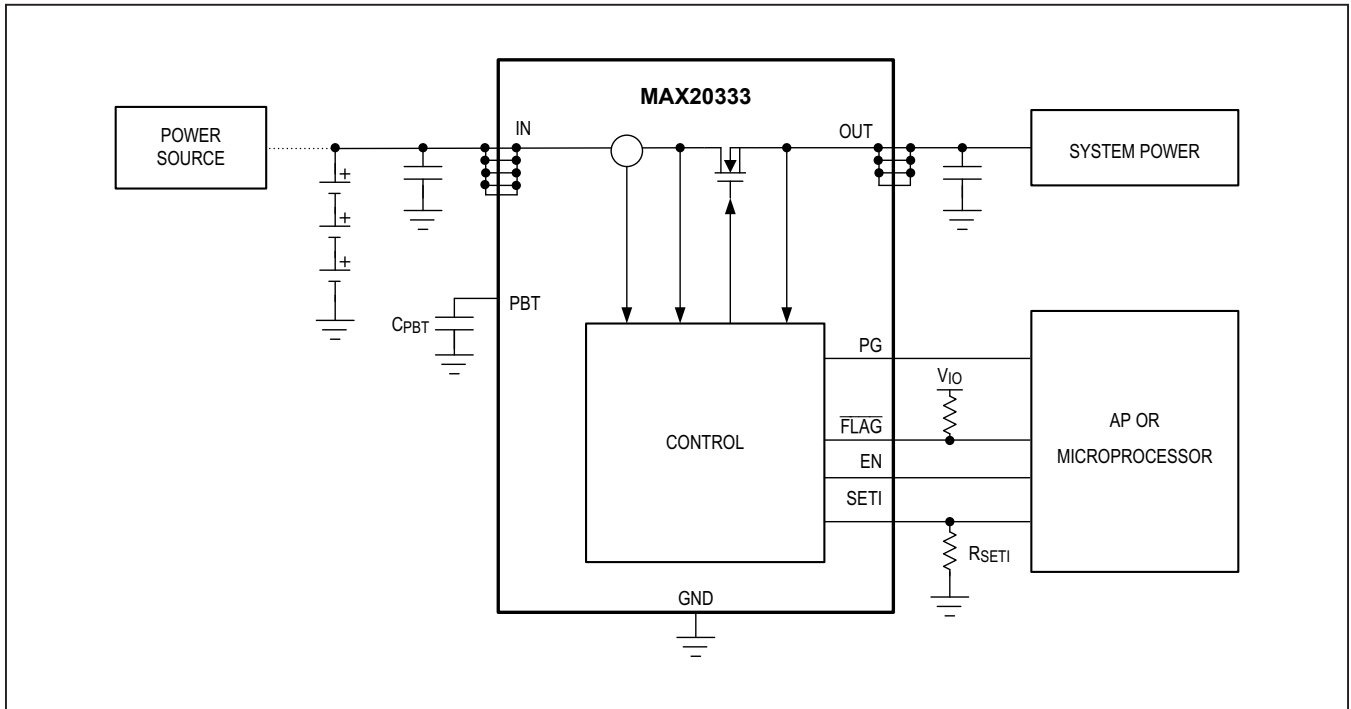 MAX20333
POWER
SOURCE
IN
OUT
SYSTEM POWER
+
+
+
PBT
CPBT
PG
VIO
FLAG
EN
SETI
CONTROL
AP OR
MICROPROCESSOR
RSETI
GND